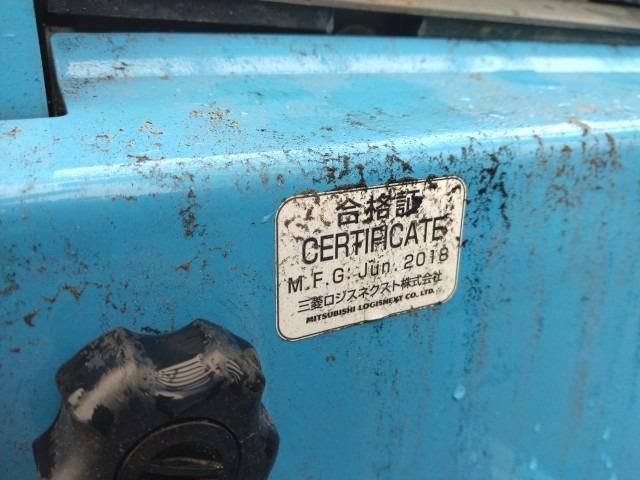 合格証
CERTIFICATE
M.F.G: Jun. 2018
三菱ロジスネクスト株式会社
MITSUBISHI LOGISNEXT CO., LTD.